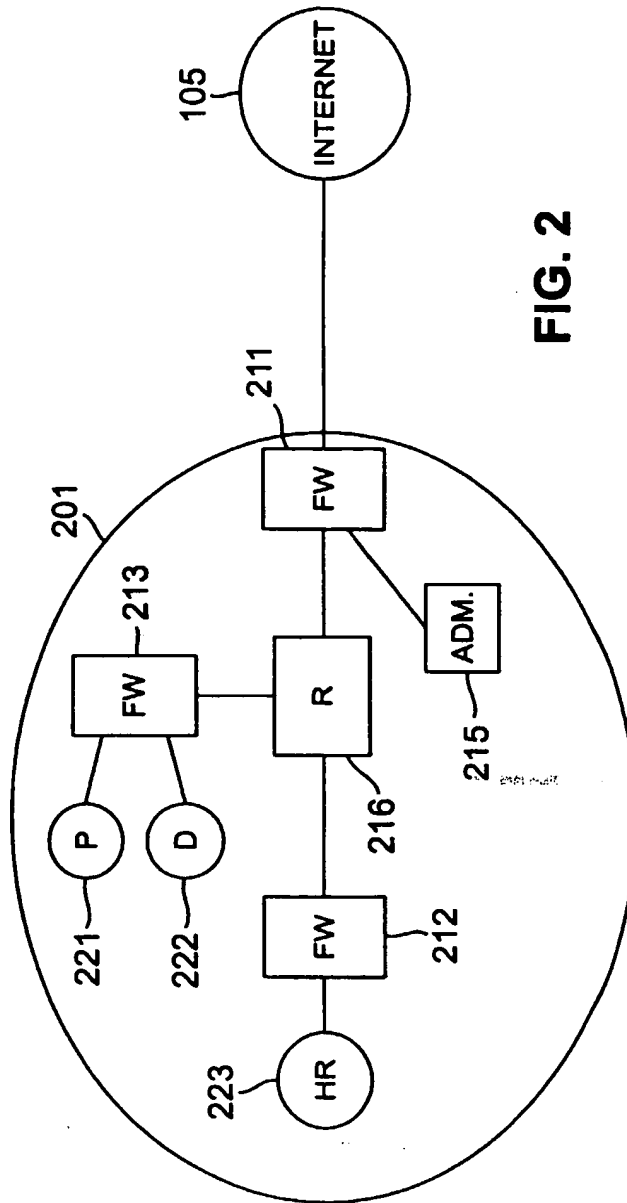 201
213
FW
211
105
P
221
D
222
R
216
FW
INTERNET
HR
223
FW
212
ADM.
215
FIG. 2